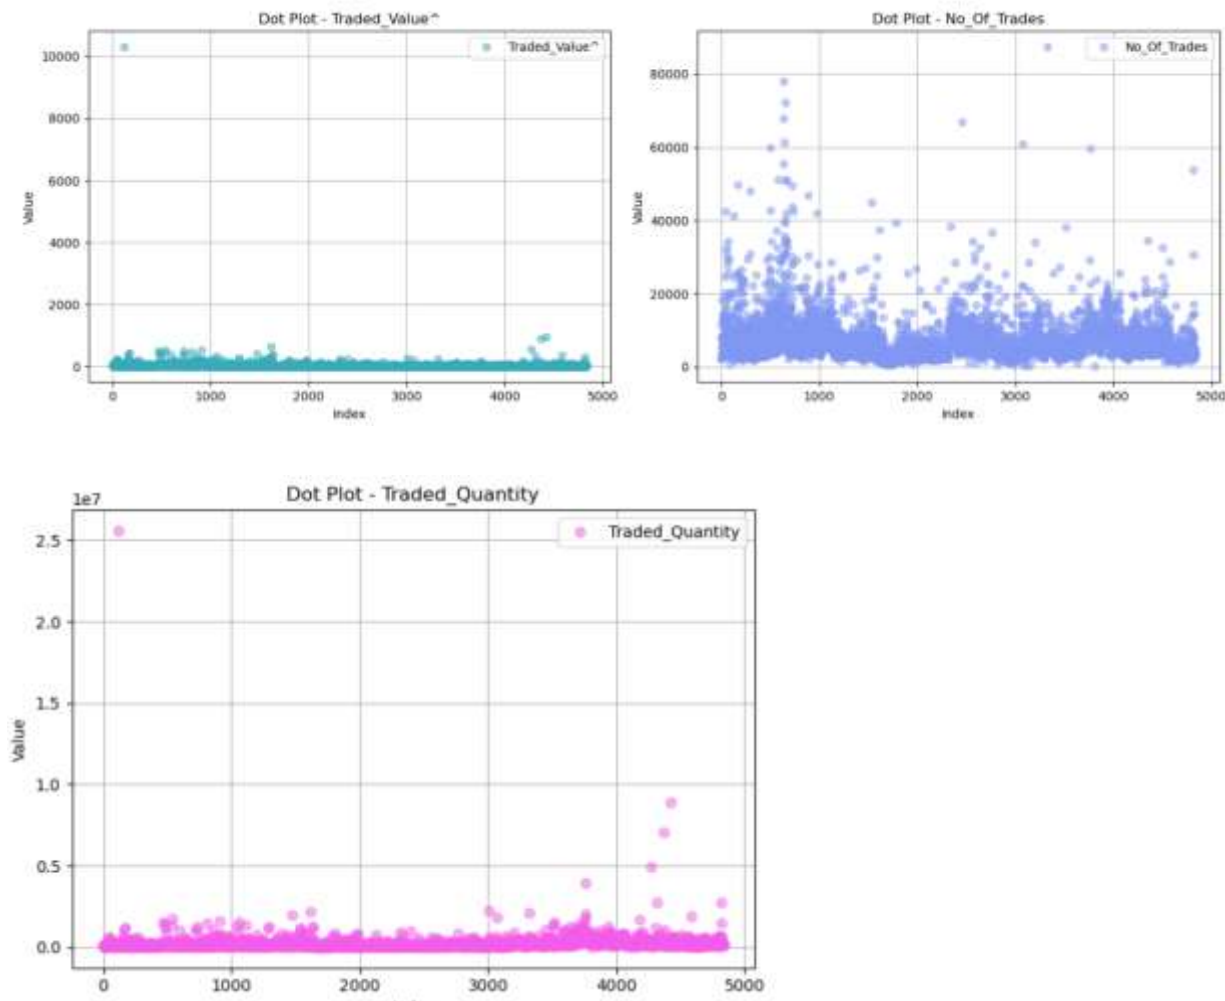 Dot Plot - Traded_Value^
Traded_Value^
10000
8000
6000
4000
2000
0
Value
0 1000 2000 3000 4000 5000
Index
Dot Plot - No_Of_Trades
No_Of_Trades
80000
60000
40000
20000
0
Value
0 1000 2000 3000 4000 5000
Index
Dot Plot - Traded_Quantity
1e7
Traded_Quantity
2.5
2.0
1.5
1.0
0.5
0.0
Value
0 1000 2000 3000 4000 5000